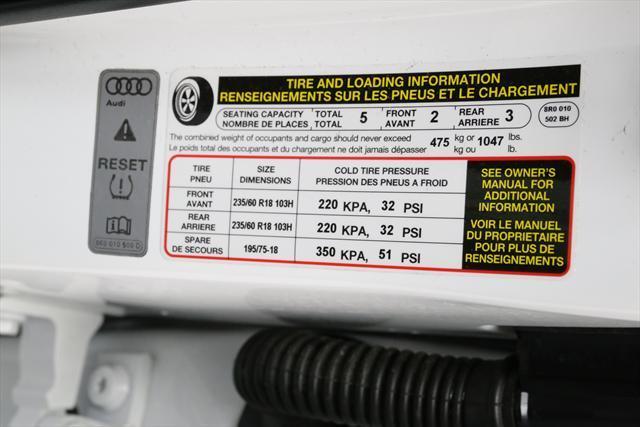 Audi
RESET
8R0 010 500 D
TIRE AND LOADING INFORMATION
RENSEIGNEMENTS SUR LES PNEUS ET LE CHARGEMENT
SEATING CAPACITY TOTAL 5 FRONT 2 REAR 3
NOMBRE DE PLACES TOTAL AVANT ARRIERE
8R0 010
502 BH
The combined weight of occupants and cargo should never exceed 475 kg or 1047 lbs.
Le poids total des occupants et du chargement ne doit jamais dépasser kg ou lb.
TIRE SIZE COLD TIRE PRESSURE
PNEU DIMENSIONS PRESSION DES PNEUS A FROID
FRONT
AVANT 235/60 R18 103H 220 KPA, 32 PSI
REAR
ARRIERE 235/60 R18 103H 220 KPA, 32 PSI
SPARE
DE SECOURS 195/75-18 350 KPA, 51 PSI
SEE OWNER'S
MANUAL FOR
ADDITIONAL
INFORMATION
VOIR LE MANUEL
DU PROPRIETAIRE
POUR PLUS DE
RENSEIGNEMENTS